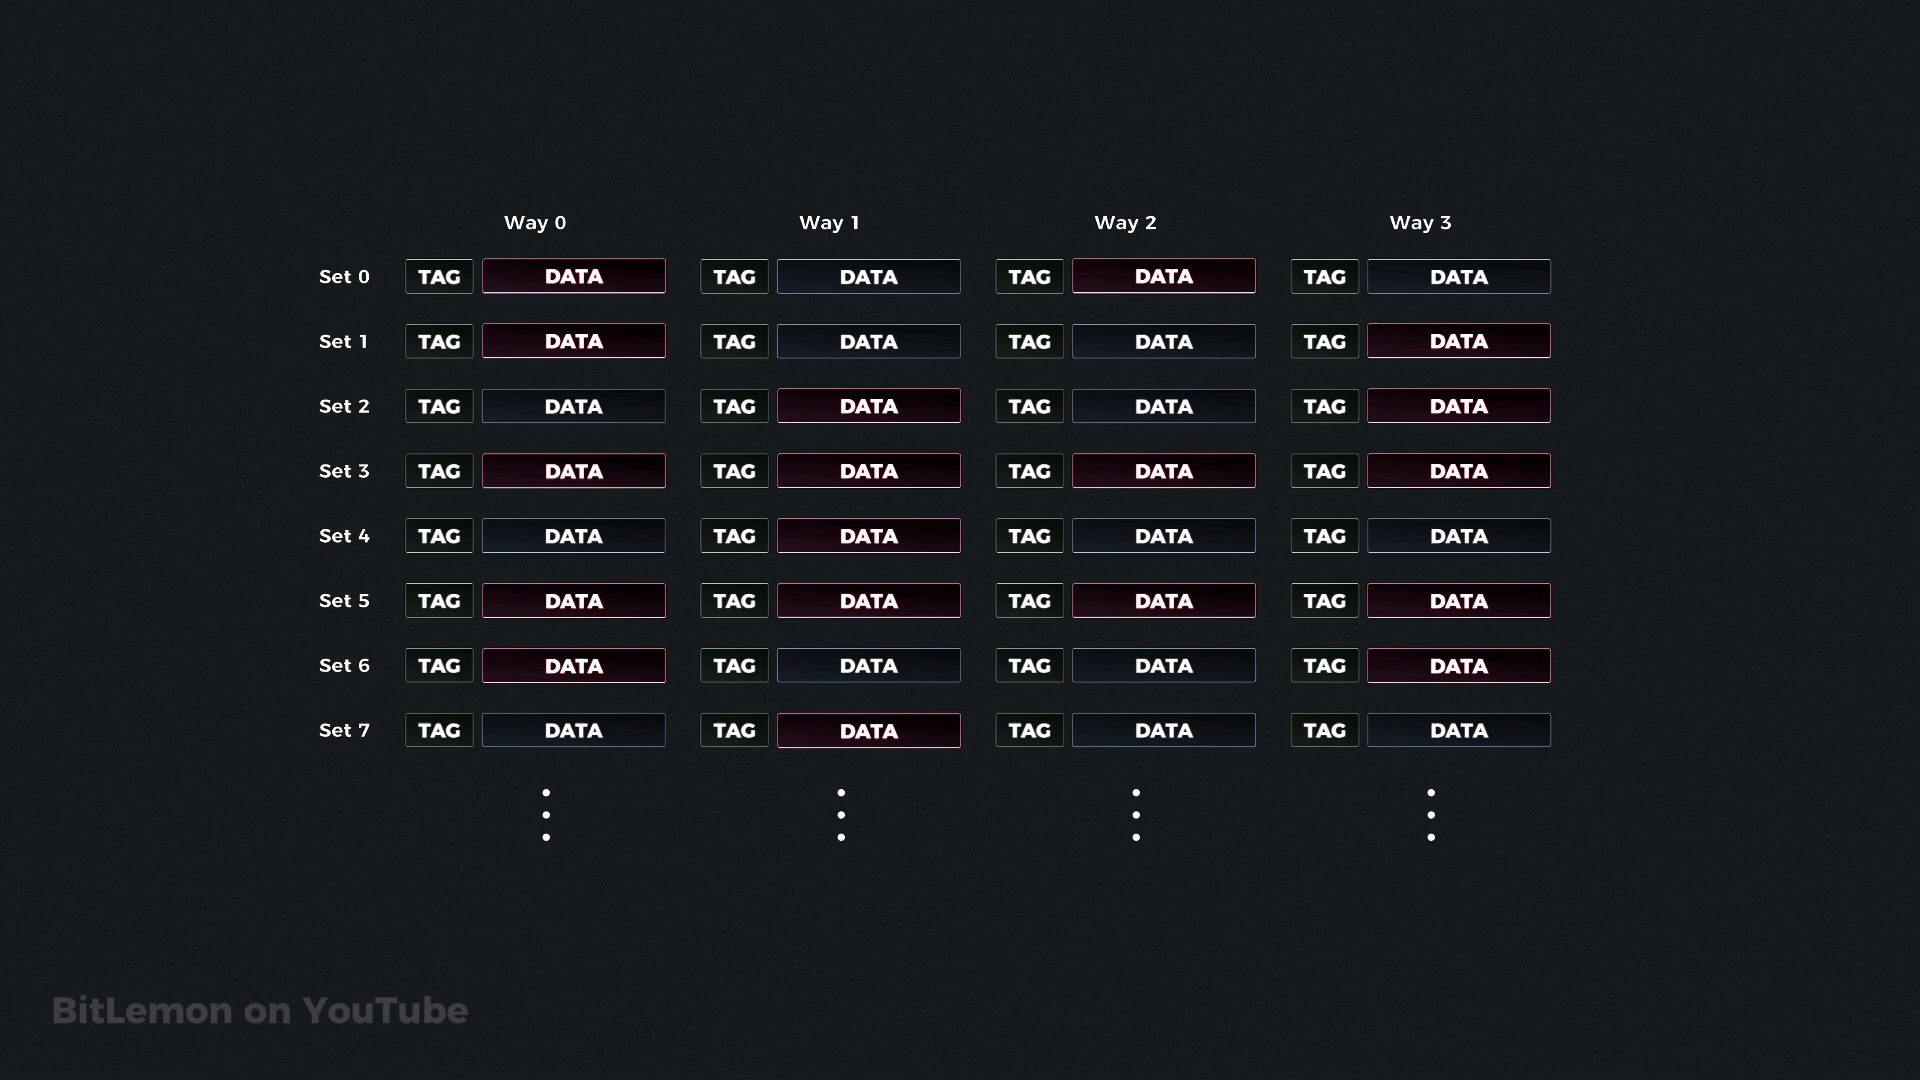 Way 0 Way 1 Way 2 Way 3
Set 0 TAG DATA TAG DATA TAG DATA TAG DATA
Set 1 TAG DATA TAG DATA TAG DATA TAG DATA
Set 2 TAG DATA TAG DATA TAG DATA TAG DATA
Set 3 TAG DATA TAG DATA TAG DATA TAG DATA
Set 4 TAG DATA TAG DATA TAG DATA TAG DATA
Set 5 TAG DATA TAG DATA TAG DATA TAG DATA
Set 6 TAG DATA TAG DATA TAG DATA TAG DATA
Set 7 TAG DATA TAG DATA TAG DATA TAG DATA
BitLemon on YouTube